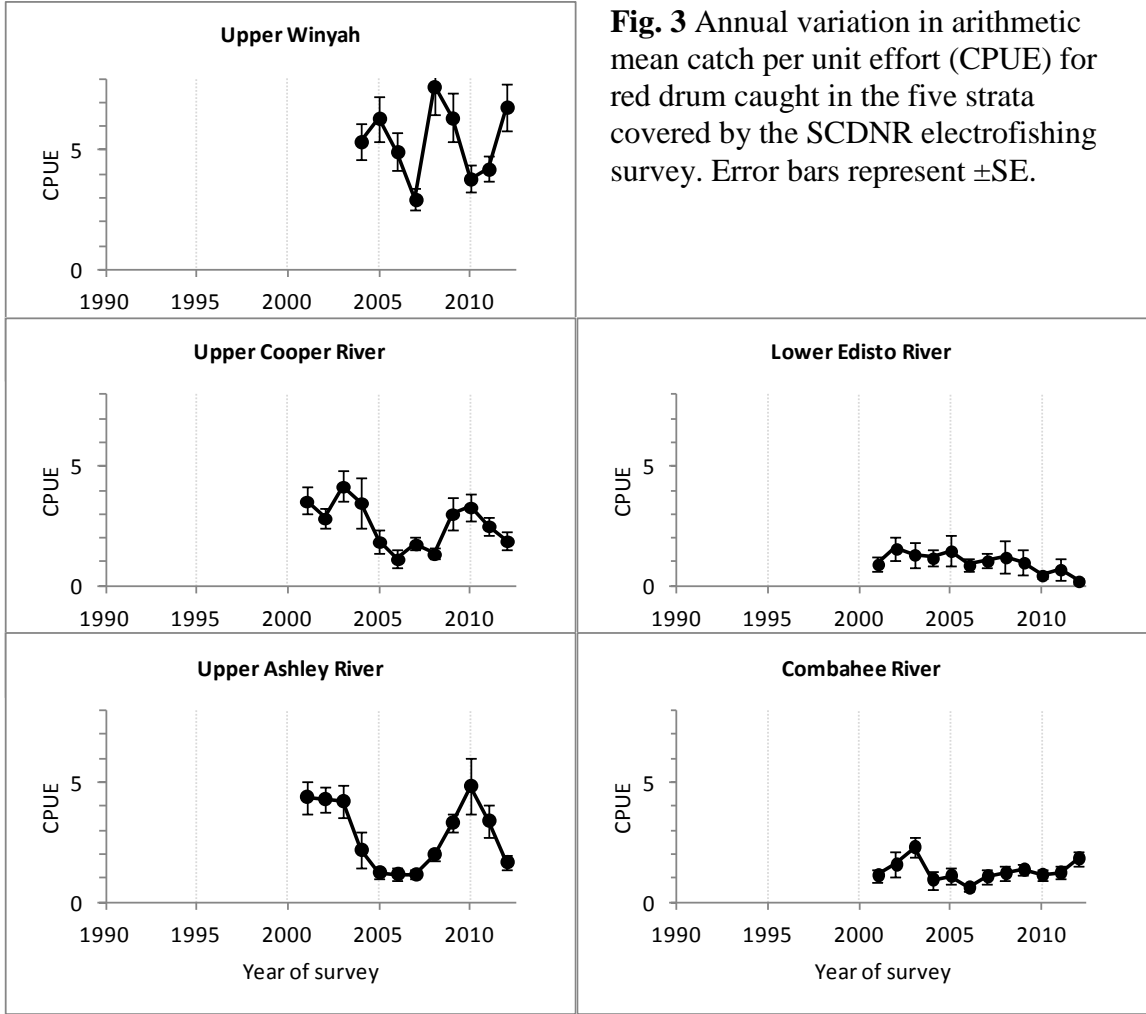 Upper Winyah
CPUE
5
0
1990 1995 2000 2005 2010
Fig. 3 Annual variation in arithmetic
mean catch per unit effort (CPUE) for
red drum caught in the five strata
covered by the SCDNR electrofishing
survey. Error bars represent ±SE.
Upper Cooper River
CPUE
5
0
1990 1995 2000 2005 2010
Lower Edisto River
CPUE
5
0
1990 1995 2000 2005 2010
Upper Ashley River
CPUE
5
0
1990 1995 2000 2005 2010
Year of survey
Combahee River
CPUE
5
0
1990 1995 2000 2005 2010
Year of survey